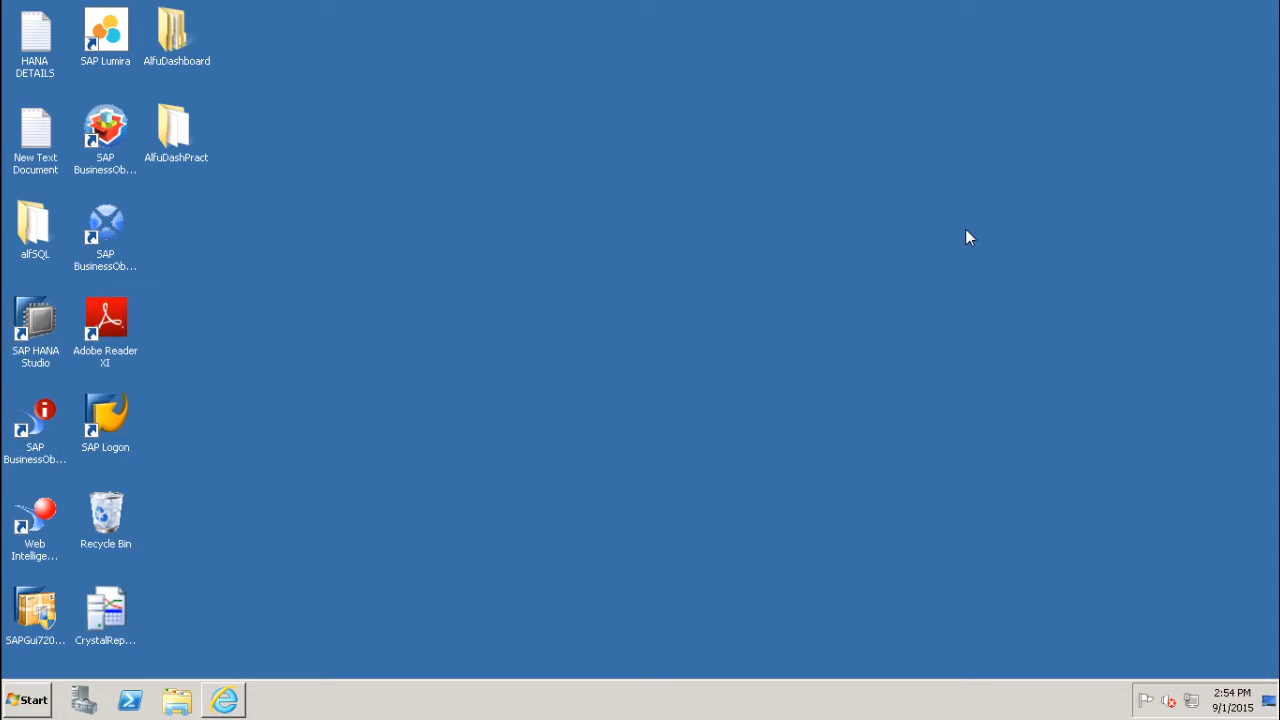 HANA
DETAILS
SAP Lumira
AlfuDashboard
New Text
Document
SAP
BusinessOb...
AlfuDashPract
alfSQL
SAP
BusinessOb...
SAP HANA
Studio
Adobe Reader
XI
SAP
BusinessOb...
SAP Logon
Web
Intellige...
Recycle Bin
SAPGui720...
CrystalRep...
Start
2:54 PM
9/1/2015